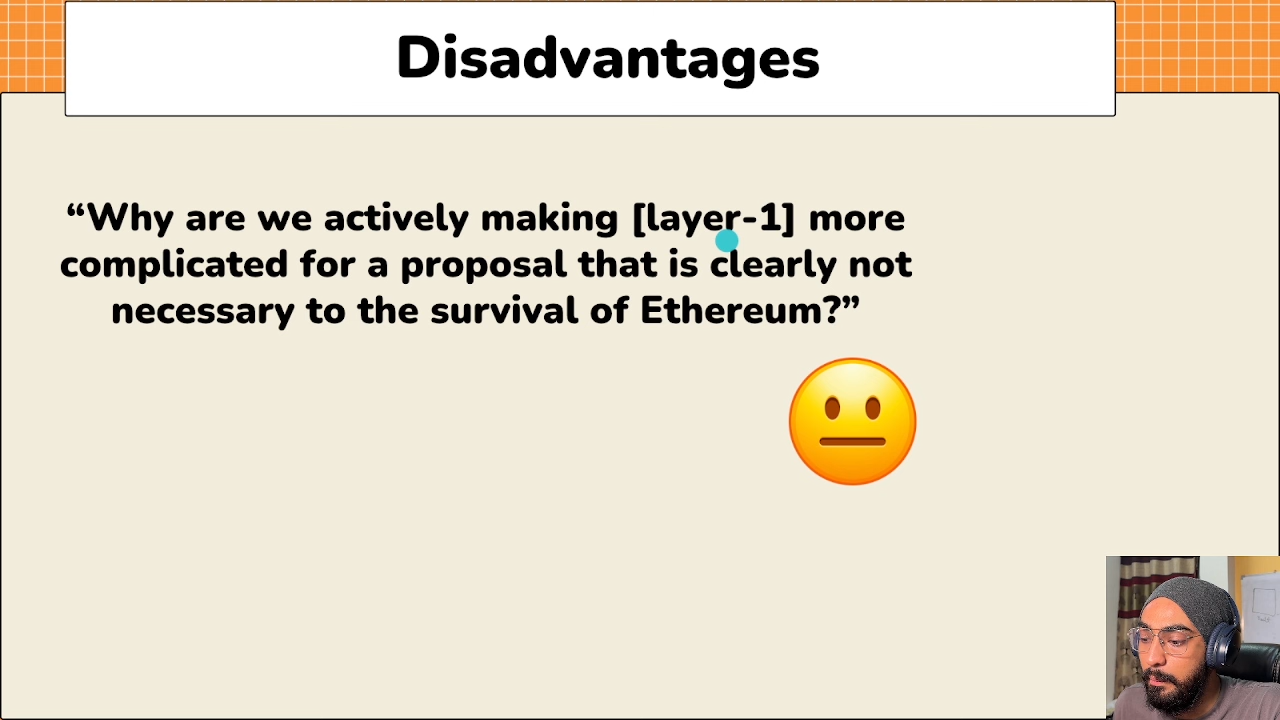 Disadvantages
“Why are we actively making [layer-1] more
complicated for a proposal that is clearly not
necessary to the survival of Ethereum?”